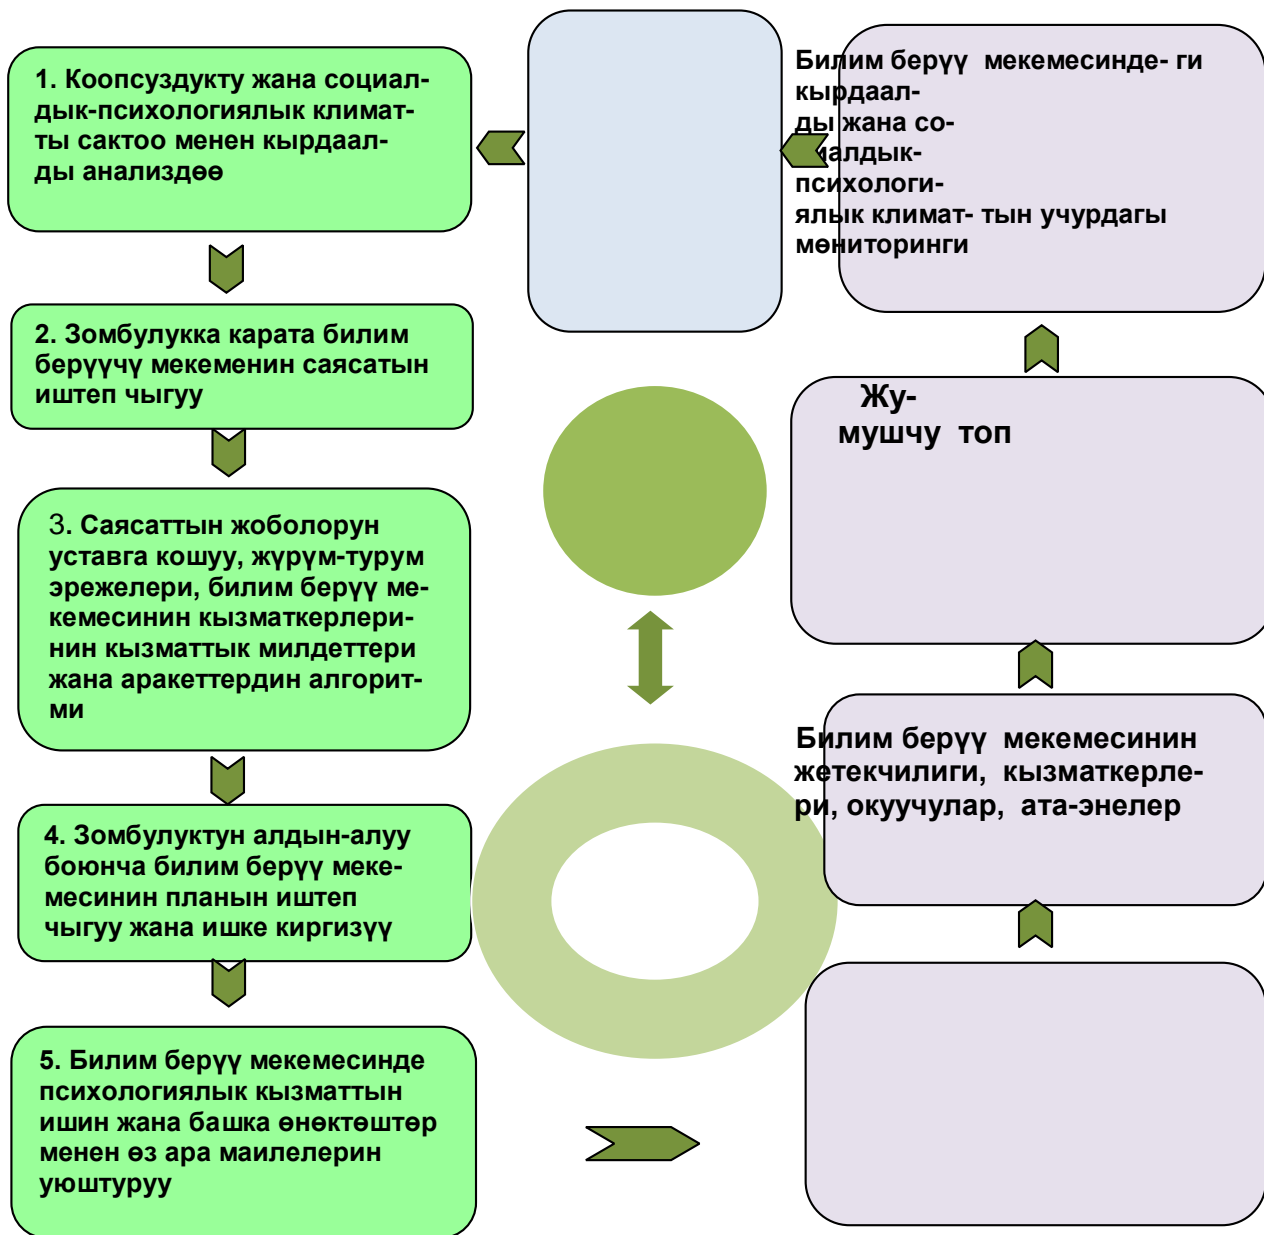 1. Коопсуздукту жана социал-
дык-психологиялык климат-
ты сактоо менен кырдаал-
ды анализдөө
2. Зомбулукка карата билим
берүүчү мекеменин саясатын
иштеп чыгуу
3. Саясаттын жоболорун
уставга кошуу, жүрүм-турум
эрежелери, билим берүү ме-
кемесинин кызматкерлери-
нин кызматтык милдеттери
жана аракеттердин алгорит-
ми
4. Зомбулуктун алдын-алуу
боюнча билим берүү меке-
месинин планын иштеп
чыгуу жана ишке киргизүү
5. Билим берүү мекемесинде
психологиялык кызматтын
ишин жана башка өнөктөштөр
менен өз ара маилелерин
уюштуруу
Билим берүү мекемесинде- ги
кырдаал-
ды жана со-
циалдык-
психологи-
ялык климат- тын учурдагы
мониторинги
Жу-
мушчу топ
Билим берүү мекемесинин
жетекчилиги, кызматкерле-
ри, окуучулар, ата-энелер